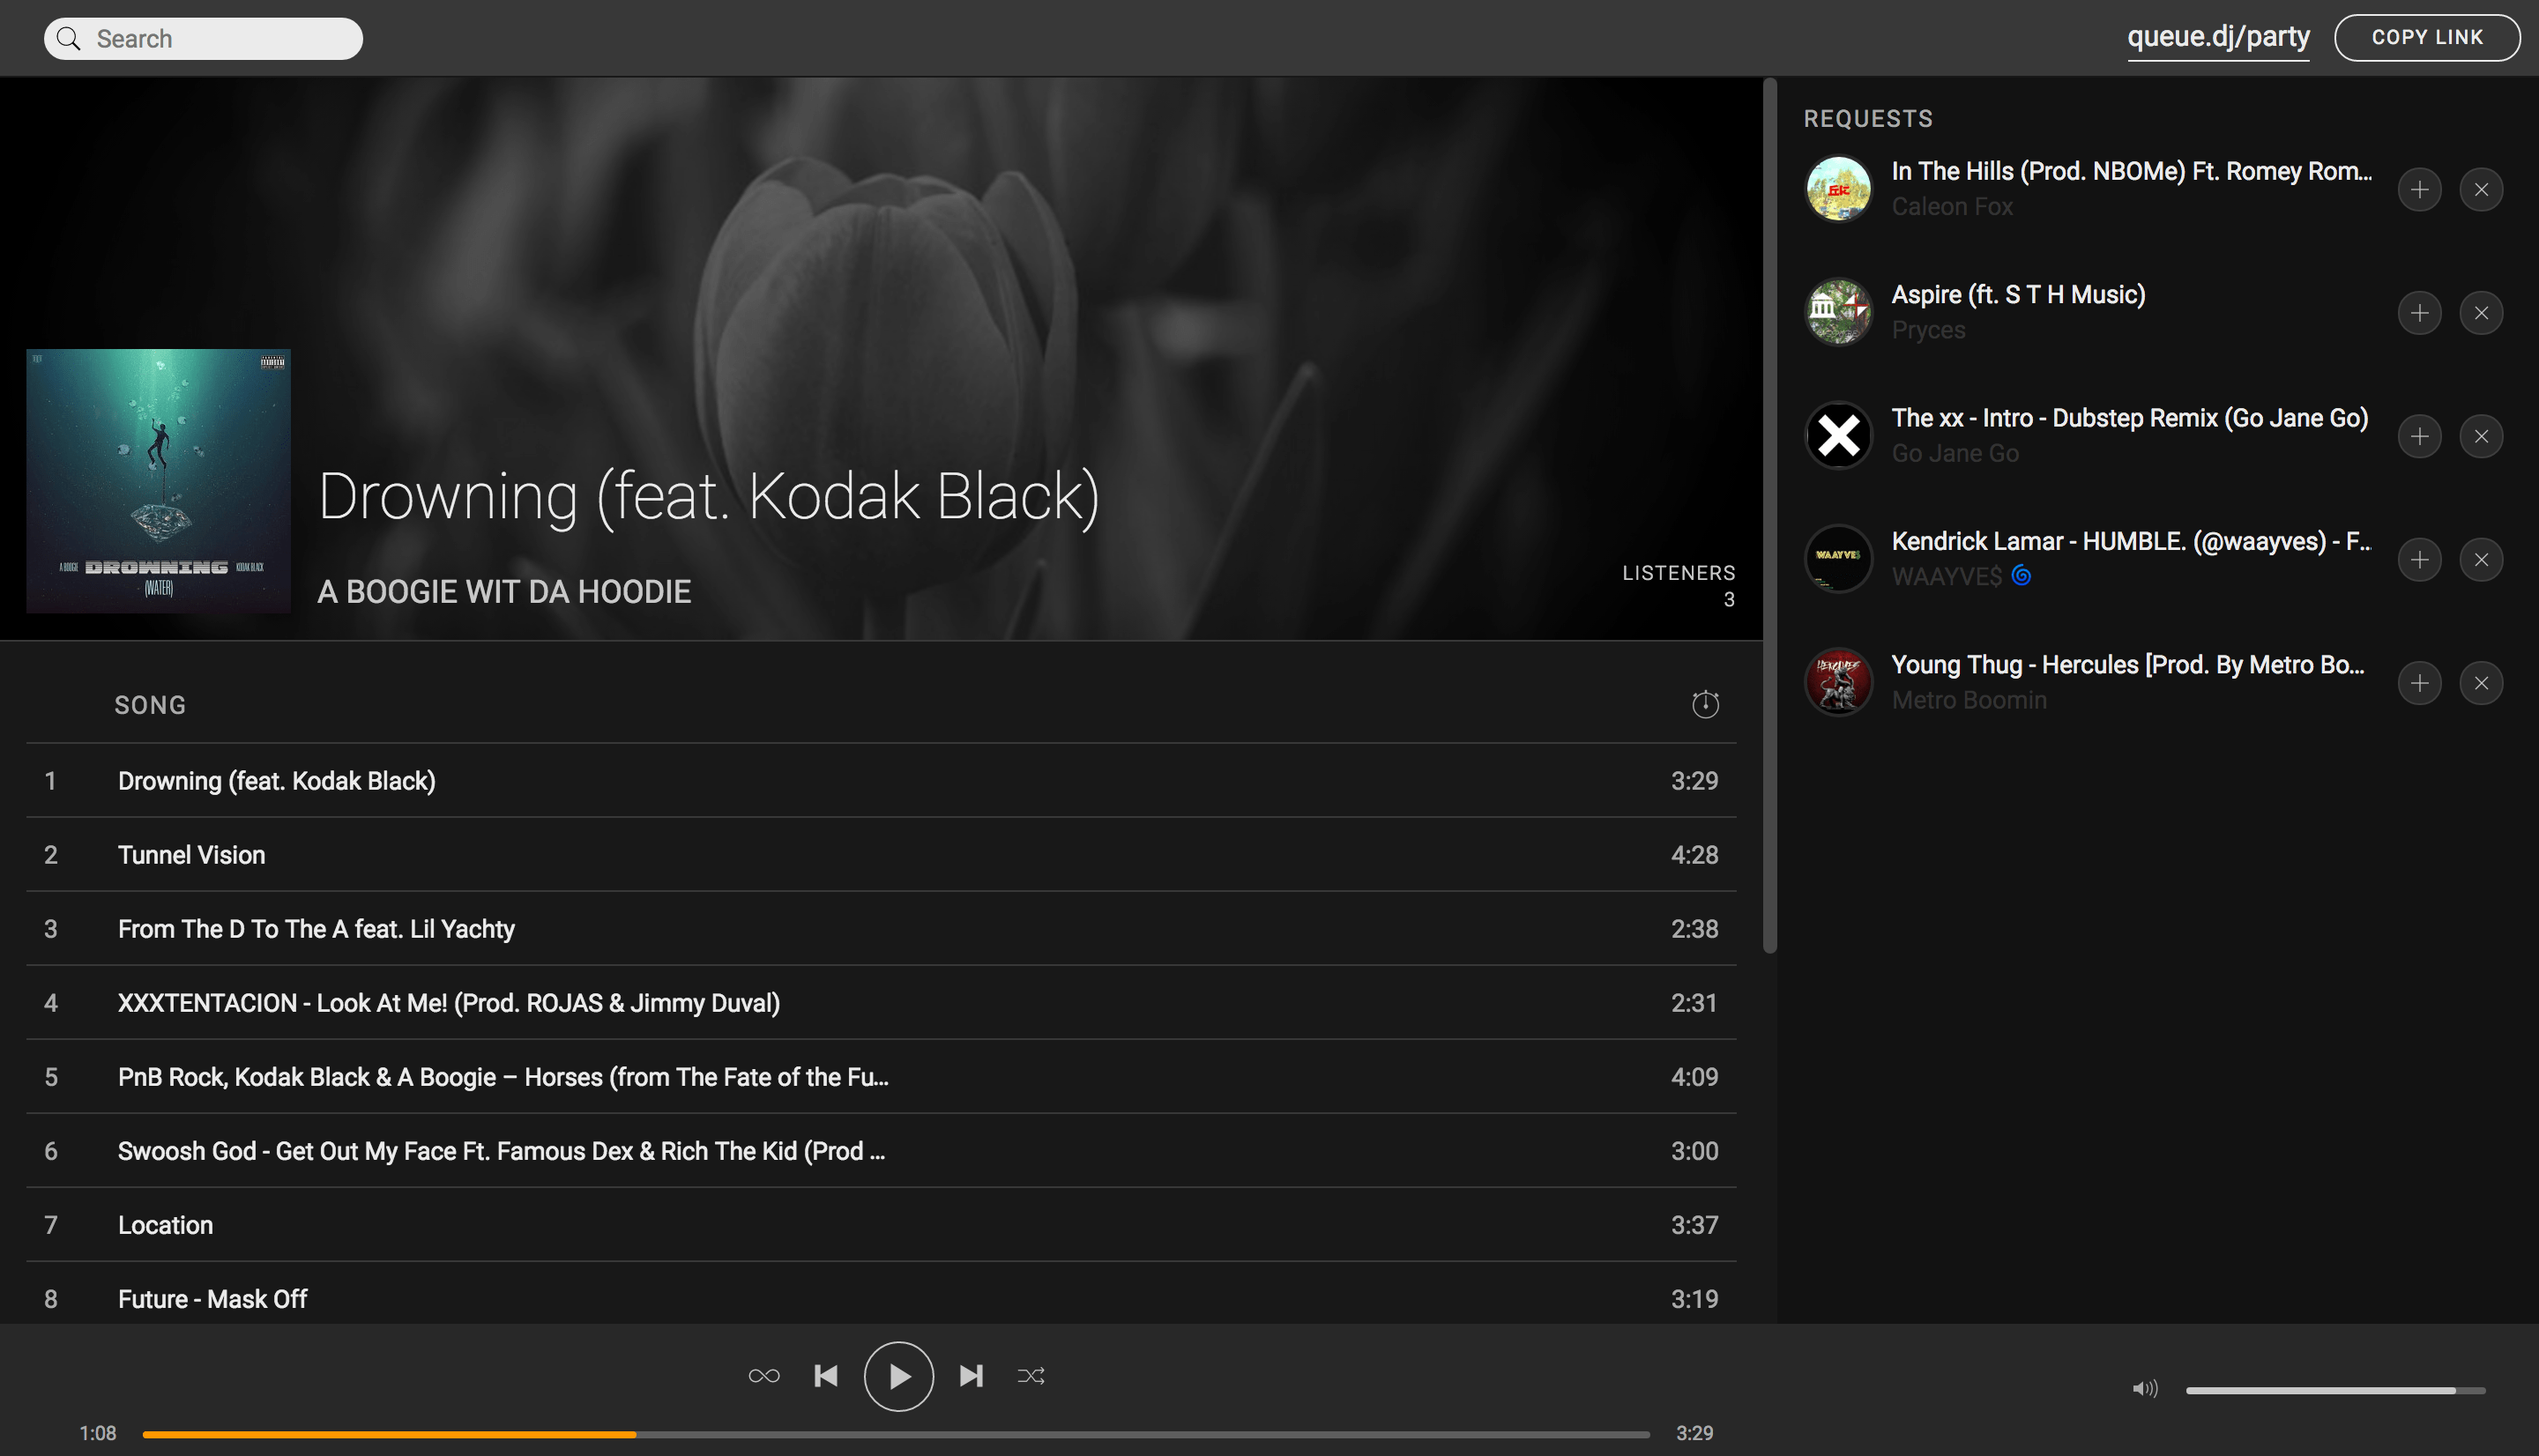 Search
queue.dj/party
COPY LINK
Drowning (feat. Kodak Black)
A BOOGIE WIT DA HOODIE
LISTENERS
3
A BOOGIE DROWNING KODAK BLACK
(WATER)
SONG
1 Drowning (feat. Kodak Black) 3:29
2 Tunnel Vision 4:28
3 From The D To The A feat. Lil Yachty 2:38
4 XXXTENTACION - Look At Me! (Prod. ROJAS & Jimmy Duval) 2:31
5 PnB Rock, Kodak Black & A Boogie – Horses (from The Fate of the Fu... 4:09
6 Swoosh God - Get Out My Face Ft. Famous Dex & Rich The Kid (Prod ... 3:00
7 Location 3:37
8 Future - Mask Off 3:19
REQUESTS
In The Hills (Prod. NBOMe) Ft. Romey Rom...
Caleon Fox
Aspire (ft. S T H Music)
Pryces
The xx - Intro - Dubstep Remix (Go Jane Go)
Go Jane Go
Kendrick Lamar - HUMBLE. (@waayves) - F...
WAAYVE$
WAAYVE$
Young Thug - Hercules [Prod. By Metro Bo...
Metro Boomin
HERCULES
1:08
3:29